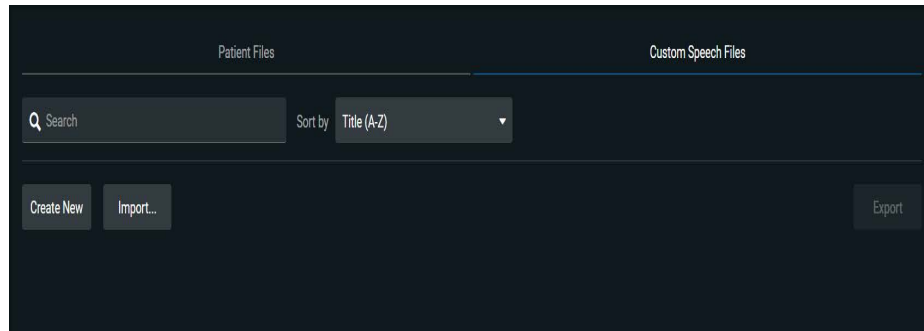 Patient Files
Custom Speech Files
Search
Sort by
Title (A-Z)
Create New
Import...
Export